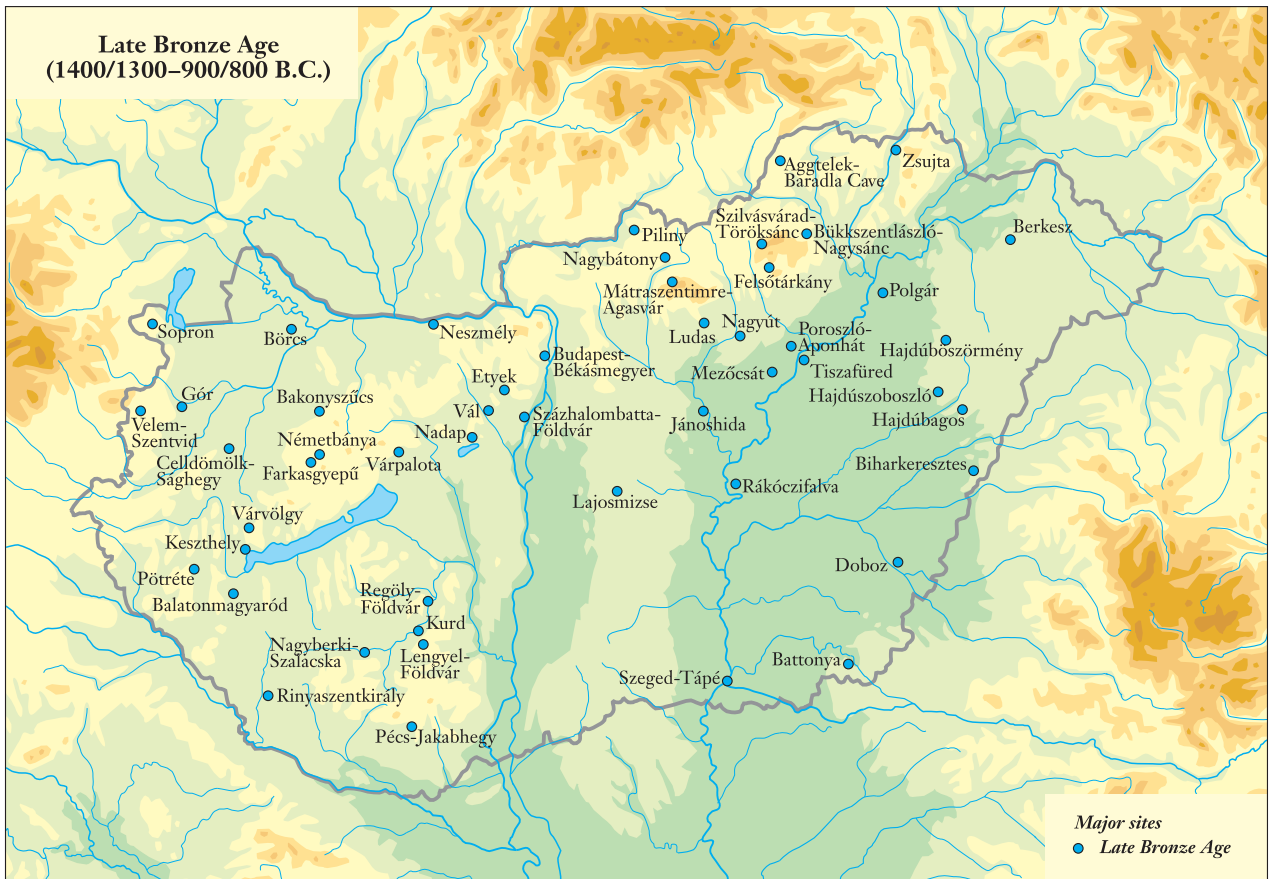 Late Bronze Age
(1400/1300–900/800 B.C.)
Aggtelek-
Baradla Cave
Zsujta
Szilvásvárad-
Töröksánc
Bükkszentlászló-
Nagysánc
Berkesz
Piliny
Nagybátony
Felsőtárkány
Mátraszentimre-
Agasvár
Polgár
Sopron
Börcs
Neszmély
Ludas
Nagyút
Poroszló-
Aponhát
Hajdúböszörmény
Budapest-
Békásmegyer
Mezőcsát
Tiszafüred
Etyek
Hajdúszoboszló
Gór
Bakonyszűcs
Vál
Százhalombatta-
Földvár
Jánoshida
Hajdúbagos
Velem-
Szentvid
Nadap
Németbánya
Farkasgyepű
Várpalota
Celldömölk-
Sághegy
Biharkeresztes
Lajosmizse
Rákóczifalva
Várvölgy
Keszthely
Pötréte
Balatonmagyaród
Doboz
Regöly-
Földvár
Kurd
Nagyberki-
Szalacska
Lengyel-
Földvár
Battonya
Szeged-Tápé
Rinyaszentkirály
Pécs-Jakabhegy
Major sites
Late Bronze Age